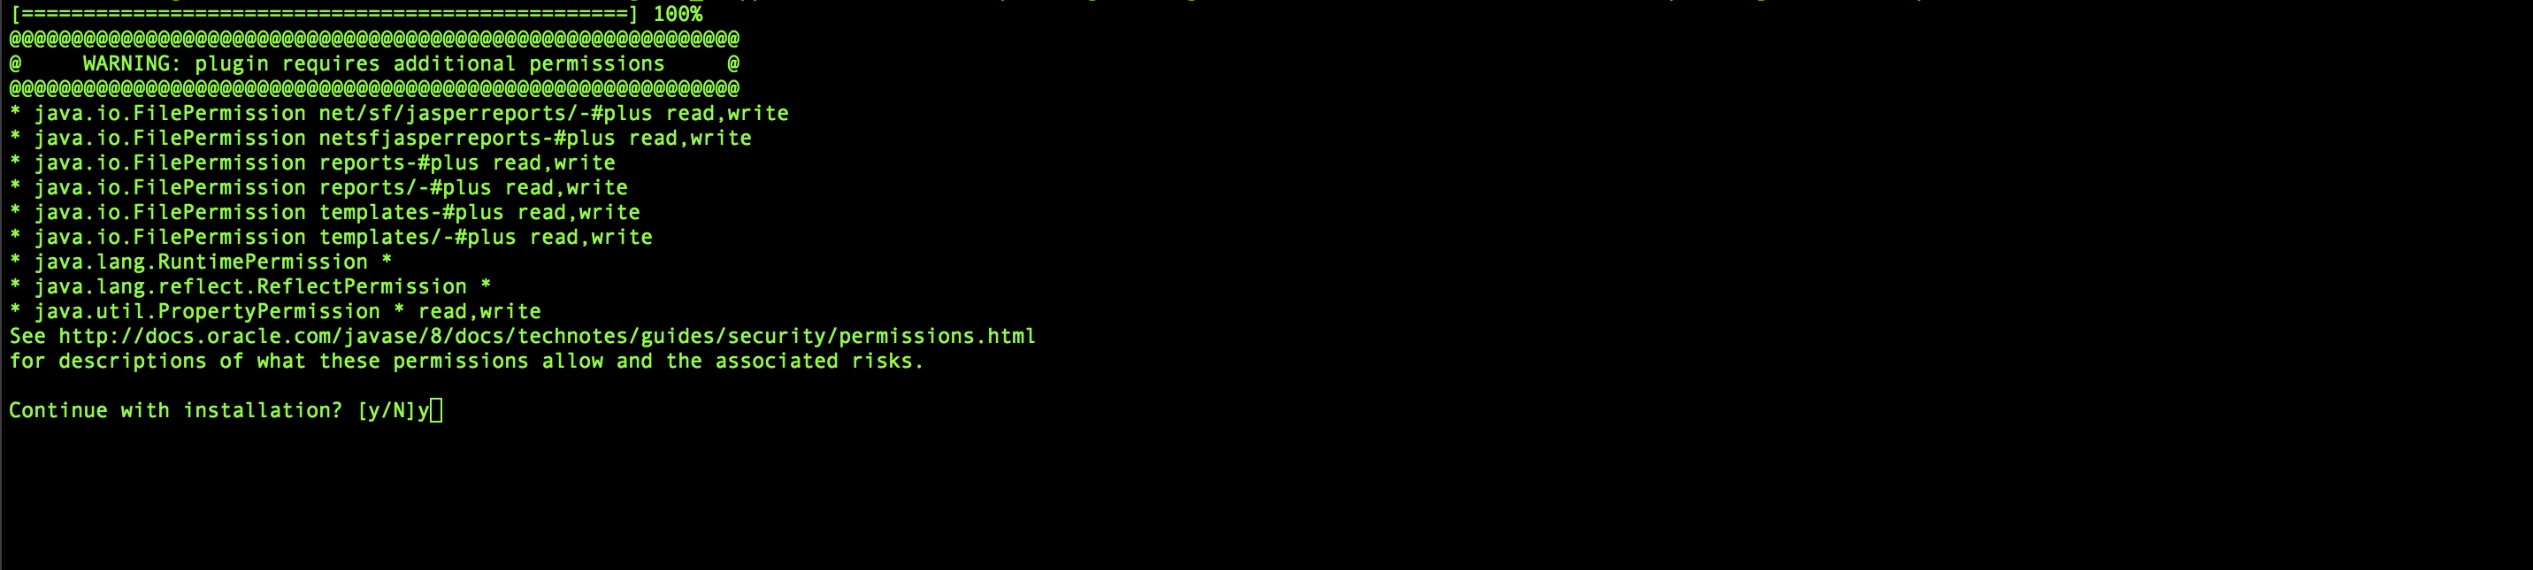 [=================================================] 100%
@@@@@@@@@@@@@@@@@@@@@@@@@@@@@@@@@@@@@@@@@@@@@@@@@@@@@@@@@@@
@     WARNING: plugin requires additional permissions     @
@@@@@@@@@@@@@@@@@@@@@@@@@@@@@@@@@@@@@@@@@@@@@@@@@@@@@@@@@@@
* java.io.FilePermission net/sf/jasperreports/-#plus read,write
* java.io.FilePermission netsfjasperreports-#plus read,write
* java.io.FilePermission reports-#plus read,write
* java.io.FilePermission reports/-#plus read,write
* java.io.FilePermission templates-#plus read,write
* java.io.FilePermission templates/-#plus read,write
* java.lang.RuntimePermission *
* java.lang.reflect.ReflectPermission *
* java.util.PropertyPermission * read,write
See http://docs.oracle.com/javase/8/docs/technotes/guides/security/permissions.html
for descriptions of what these permissions allow and the associated risks.
Continue with installation? [y/N]y